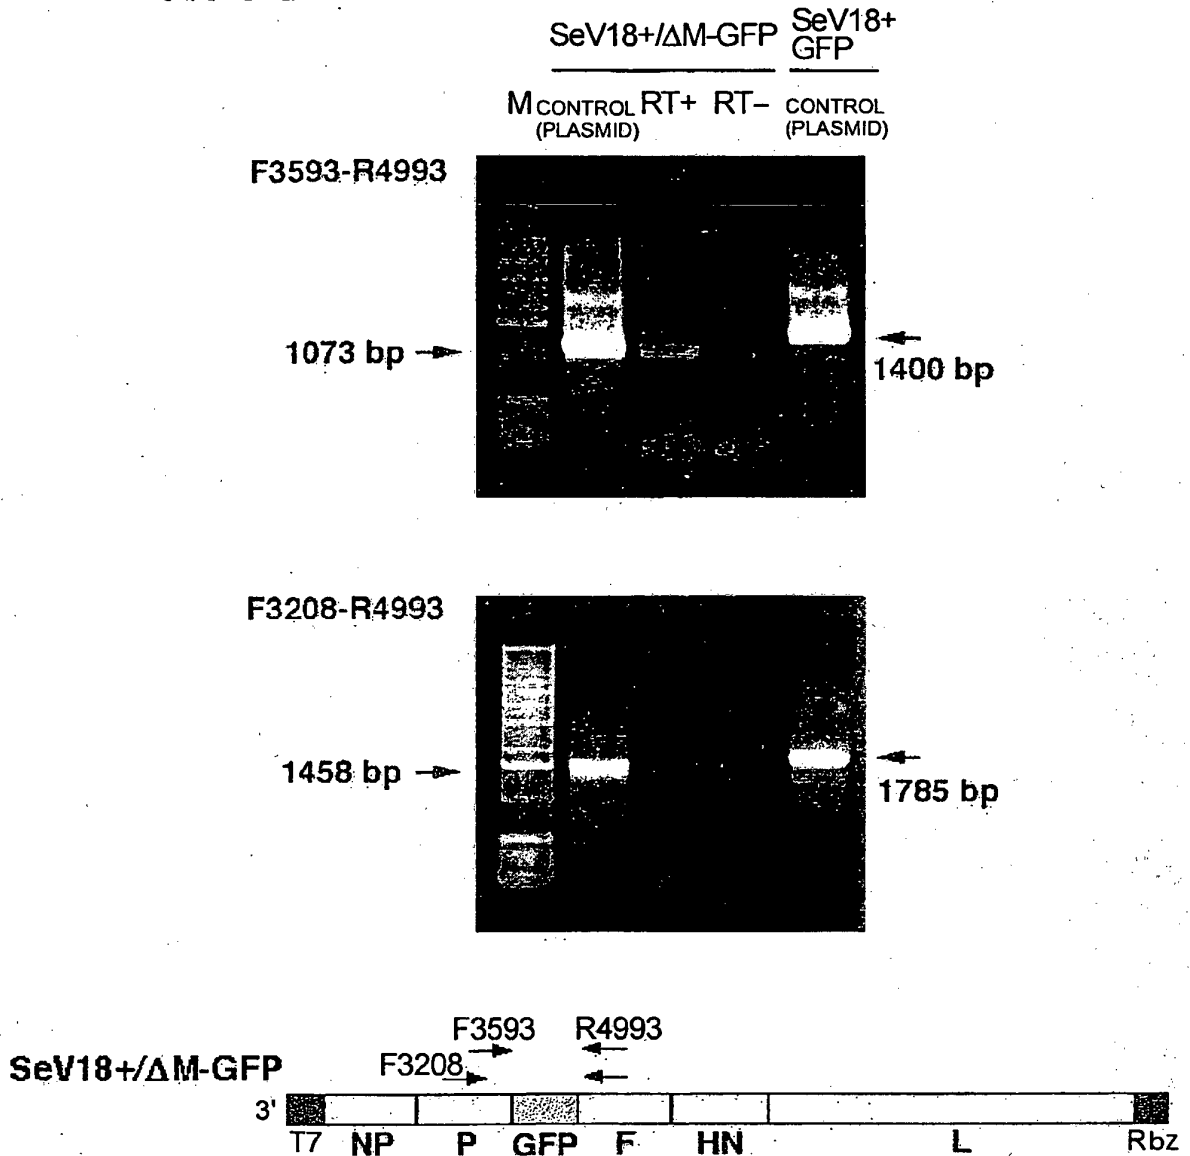 SeV18+/ΔM-GFP SeV18+ GFP
M CONTROL (PLASMID) RT+ RT– CONTROL (PLASMID)
F3593-R4993
1073 bp
1400 bp
F3208-R4993
1458 bp
1785 bp
F3593 R4993
SeV18+/ΔM-GFP F3208
3'
T7 NP P GFP F HN L Rbz